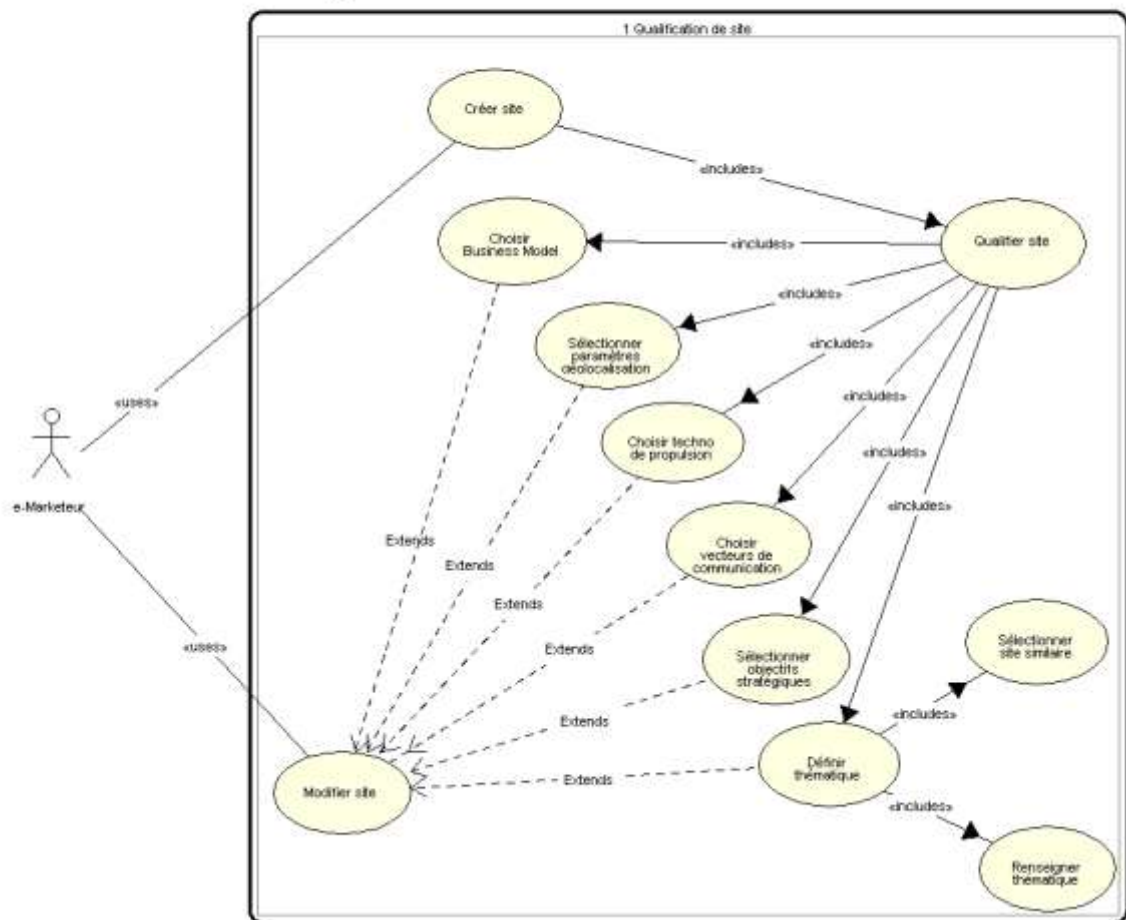 1 Qualification de site
Créer site
«includes»
Choisir
Business Model
«includes»
Qualifier site
Sélectionner
paramètres
géolocalisation
«includes»
«includes»
«uses»
Choisir techno
de propulsion
«includes»
«includes»
e-Marketeur
«includes»
Choisir
vecteurs de
communication
Extends
Extends
Extends
«uses»
Extends
Sélectionner
objectifs
stratégiques
Sélectionner
site similaire
Extends
«includes»
Modifier site
Extends
Définir
thématique
«includes»
Renseigner
thématique